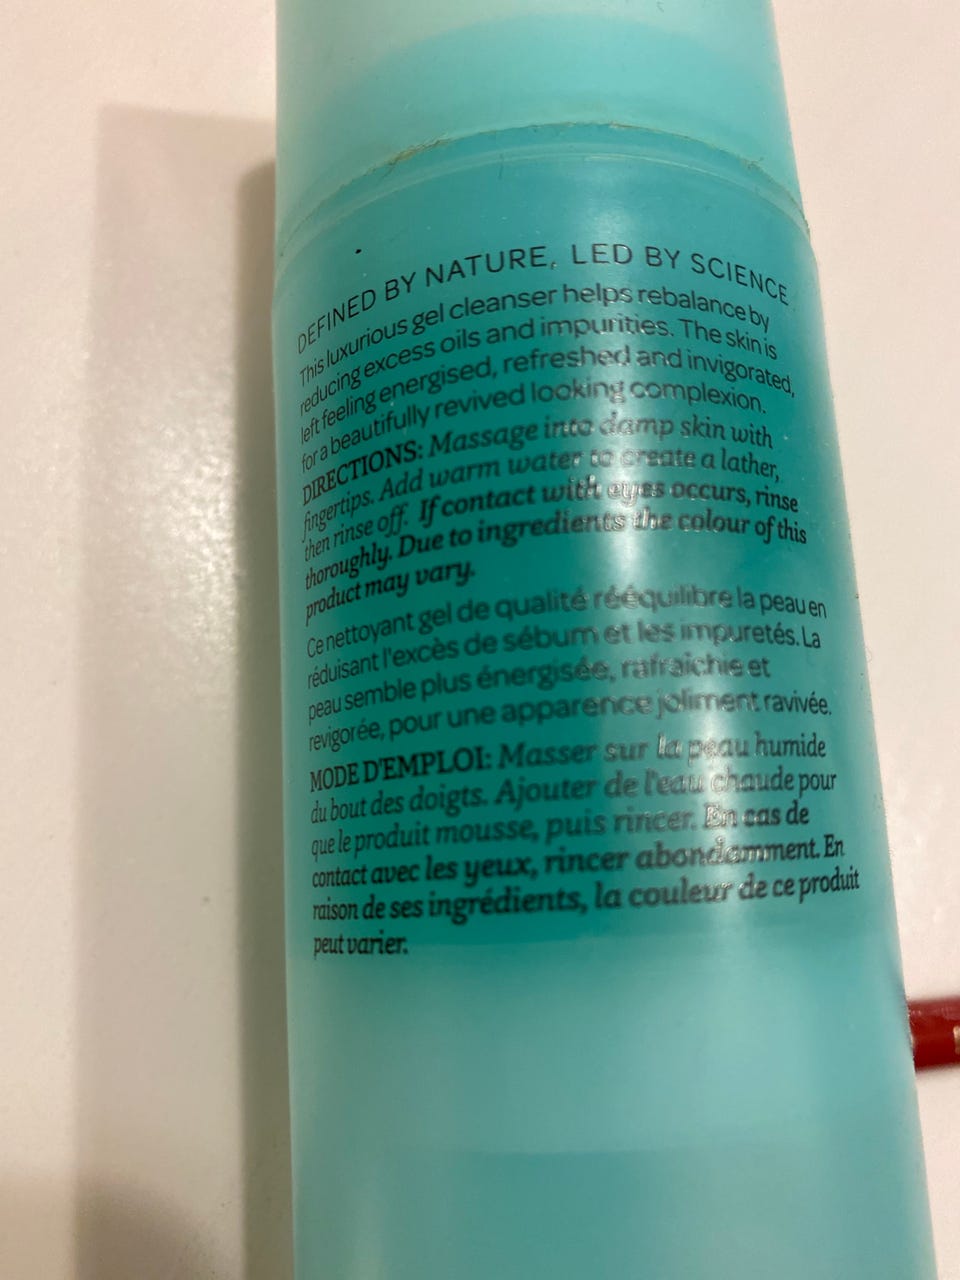 DEFINED BY NATURE, LED BY SCIENCE
This luxurious gel cleanser helps rebalance by
reducing excess oils and impurities. The skin is
left feeling energised, refreshed and invigorated,
for a beautifully revived looking complexion.
DIRECTIONS: Massage into damp skin with
fingertips. Add warm water to create a lather,
then rinse off. If contact with eyes occurs, rinse
thoroughly. Due to ingredients the colour of this
product may vary.
Ce nettoyant gel de qualité rééquilibre la peau en
réduisant l'excès de sébum et les impuretés. La
peau semble plus énergisée, rafraîchie et
revigorée, pour une apparence joliment ravivée.
MODE D'EMPLOI: Masser sur la peau humide
du bout des doigts. Ajouter de l'eau chaude pour
que le produit mousse, puis rincer. En cas de
contact avec les yeux, rincer abondamment. En
raison de ses ingrédients, la couleur de ce produit
peut varier.